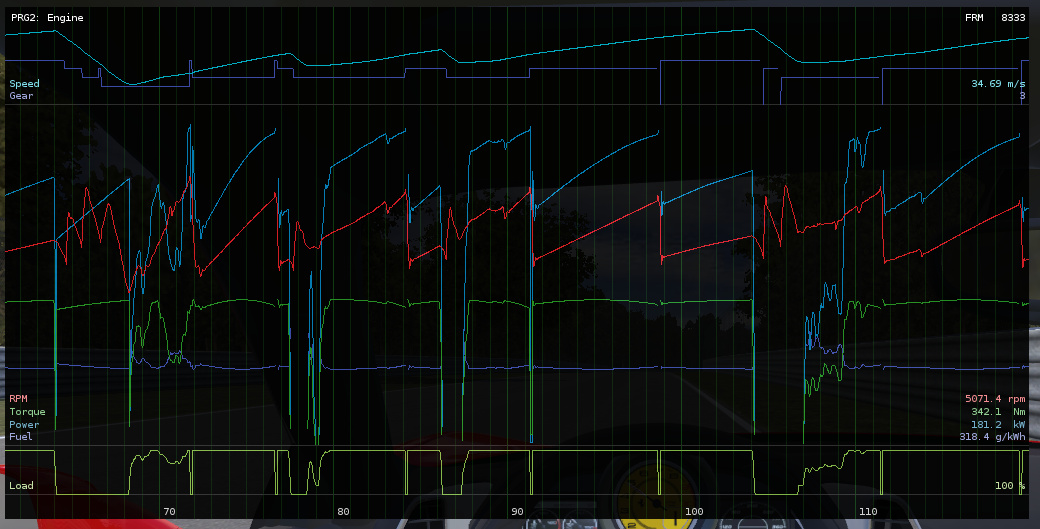 PRG2: Engine FRM 8333
Speed 34.69 m/s
Gear 3
RPM 5071.4 rpm
Torque 342.1 Nm
Power 181.2 kW
Fuel 318.4 g/kWh
Load 100 %
70 80 90 100 110